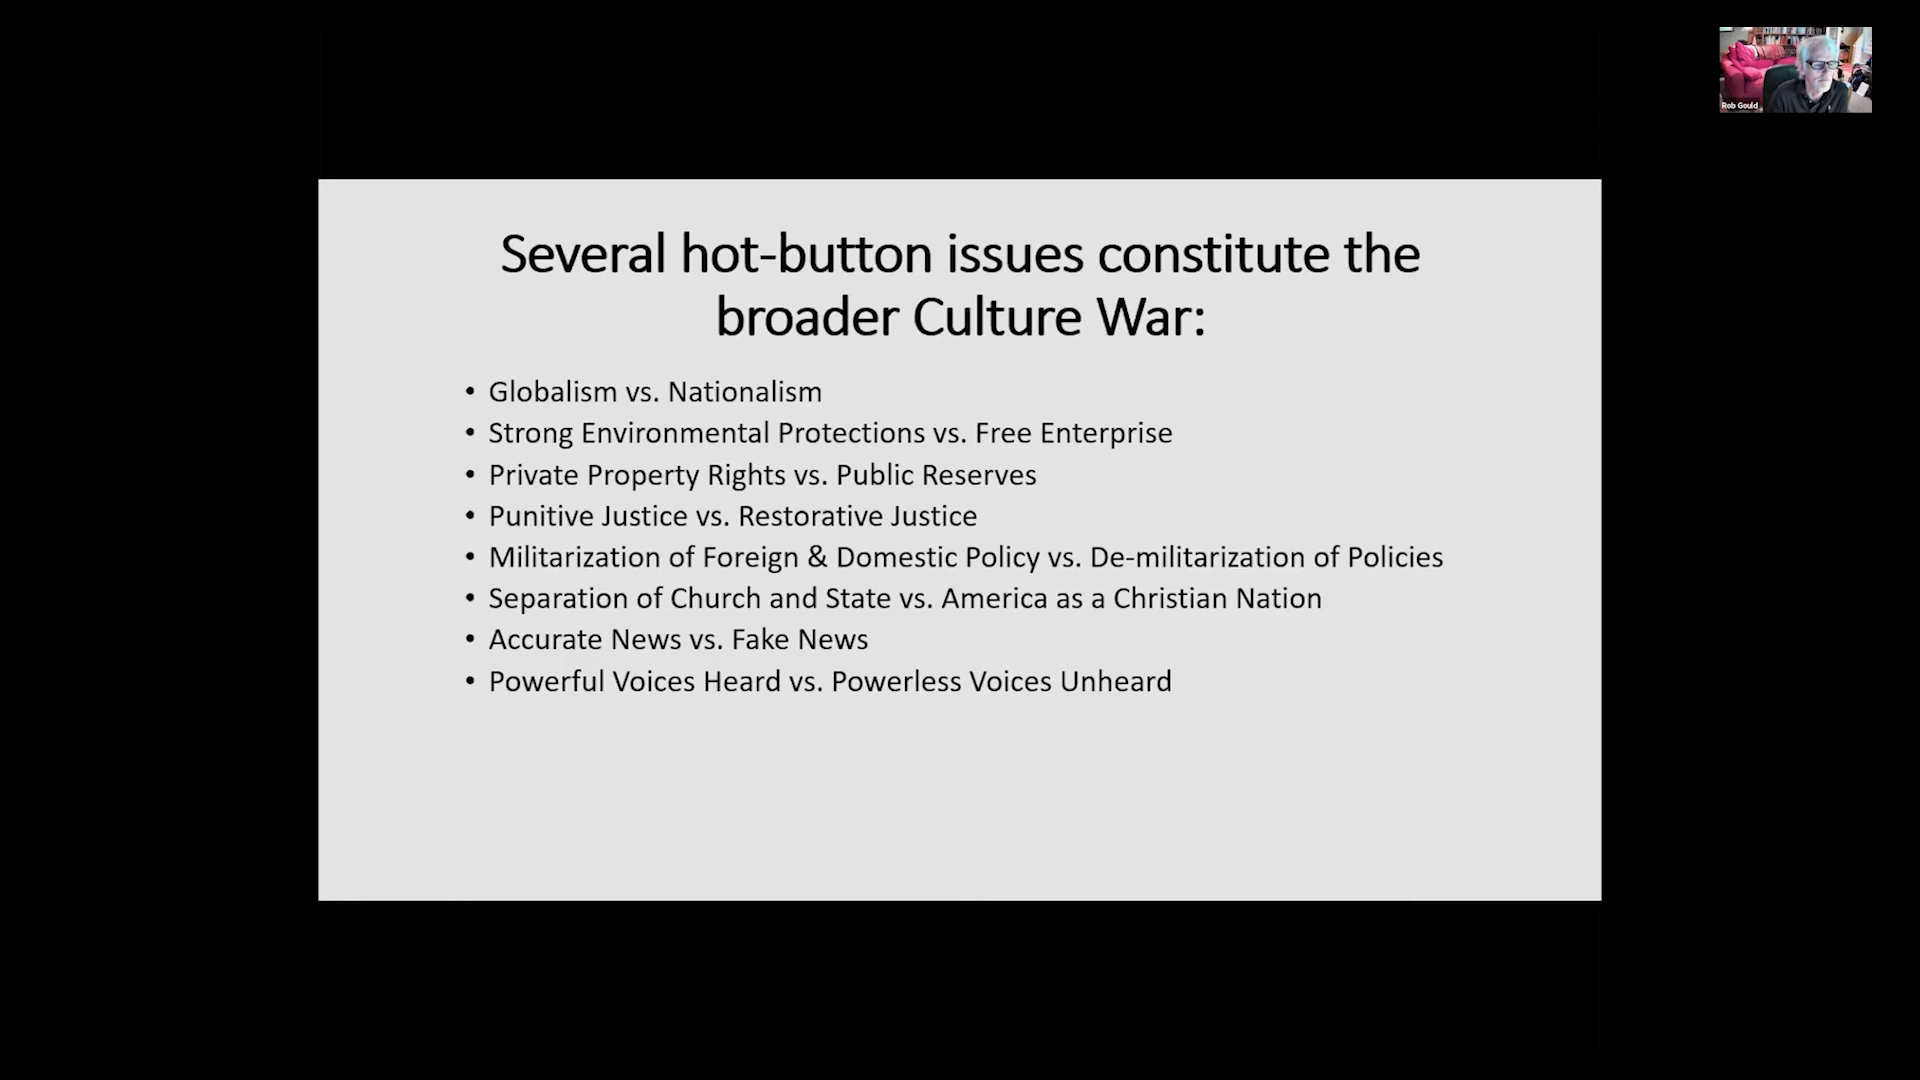 Rob Gould
Several hot-button issues constitute the
broader Culture War:
• Globalism vs. Nationalism
• Strong Environmental Protections vs. Free Enterprise
• Private Property Rights vs. Public Reserves
• Punitive Justice vs. Restorative Justice
• Militarization of Foreign & Domestic Policy vs. De-militarization of Policies
• Separation of Church and State vs. America as a Christian Nation
• Accurate News vs. Fake News
• Powerful Voices Heard vs. Powerless Voices Unheard